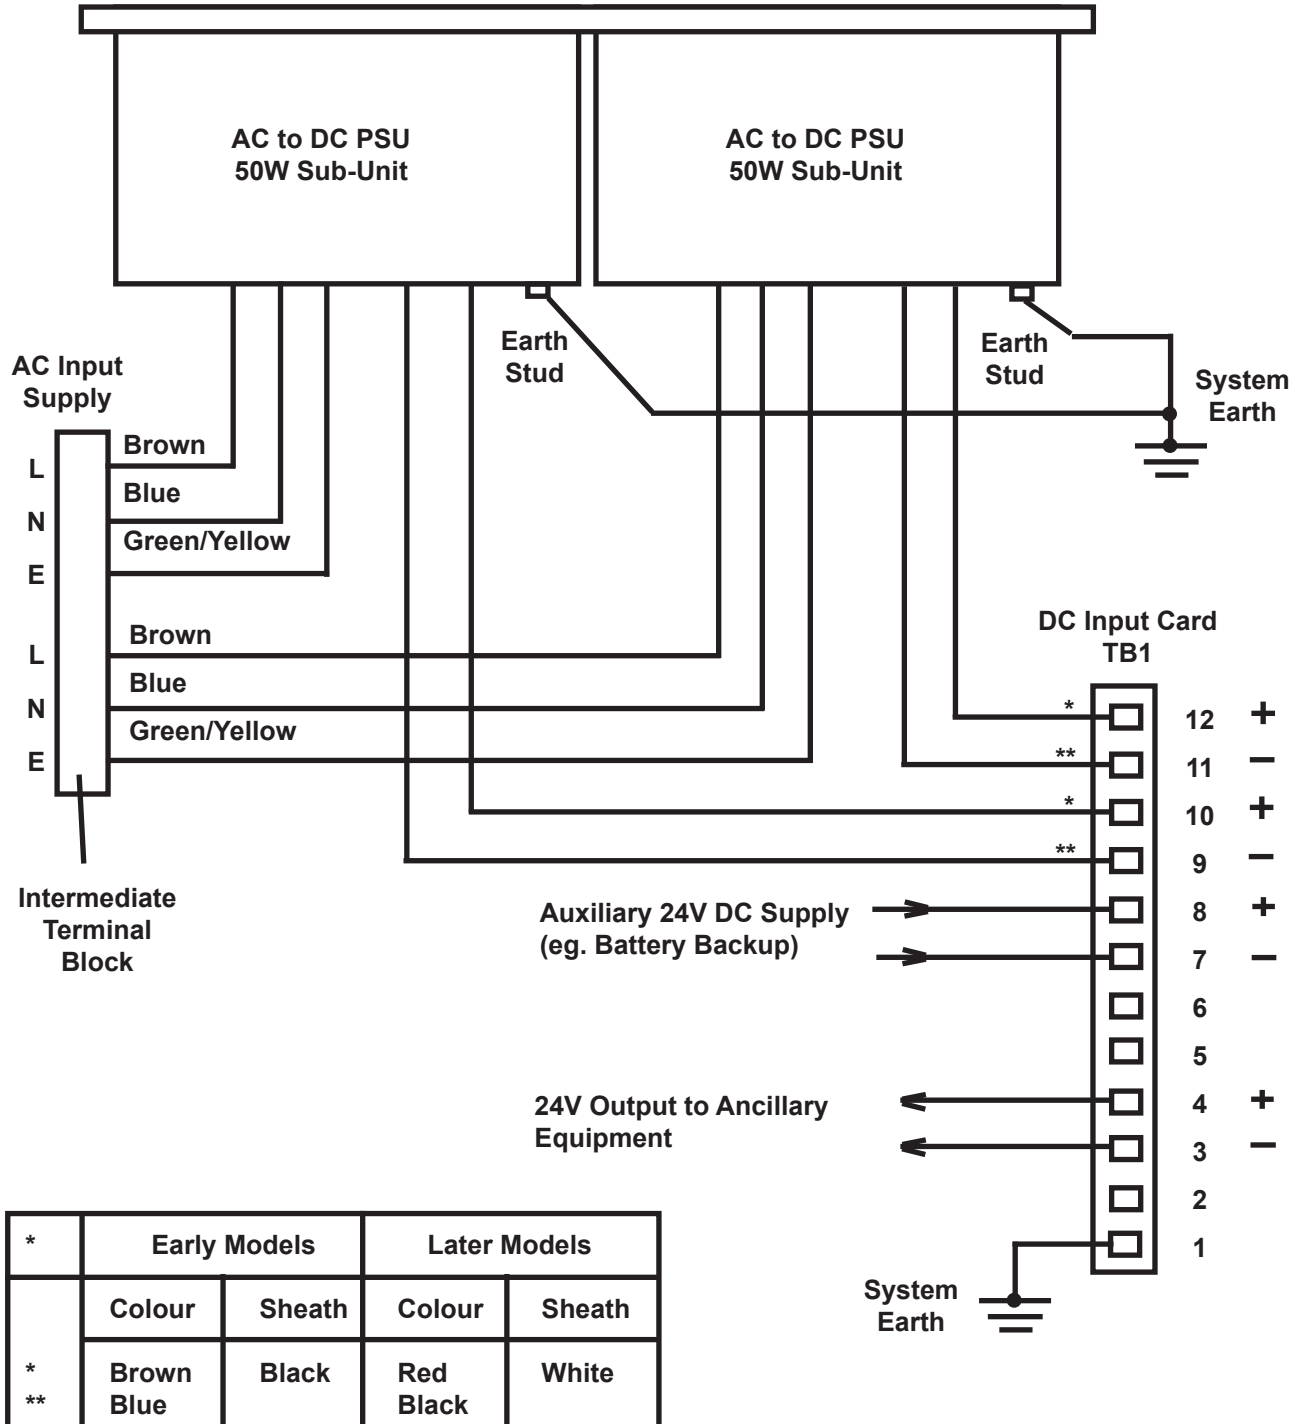 AC to DC PSU
50W Sub-Unit
AC to DC PSU
50W Sub-Unit
Earth
Stud
Earth
Stud
System
Earth
AC Input
Supply
L
Brown
N
Blue
E
Green/Yellow
L
Brown
N
Blue
E
Green/Yellow
Intermediate
Terminal
Block
DC Input Card
TB1
* 12 +
** 11 –
* 10 +
** 9 –
Auxiliary 24V DC Supply
(eg. Battery Backup)
8 +
7 –
6
5
24V Output to Ancillary
Equipment
4 +
3 –
2
1
System
Earth
* Early Models Later Models
Colour Sheath Colour Sheath
* Brown Black Red White
** Blue Black